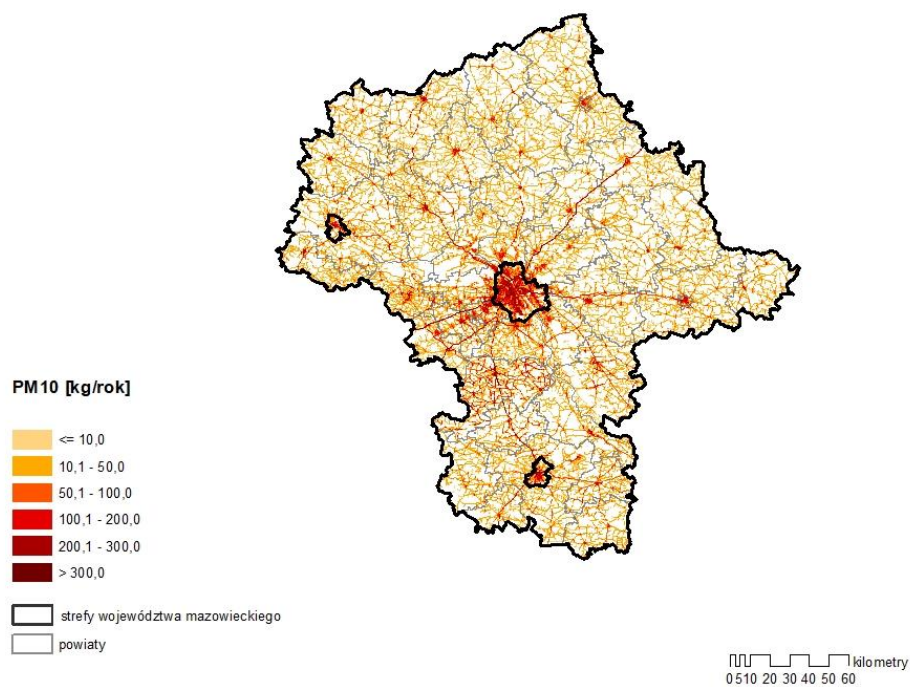 PM10 [kg/rok]
<= 10,0
10,1 - 50,0
50,1 - 100,0
100,1 - 200,0
200,1 - 300,0
> 300,0
strefy województwa mazowieckiego
powiaty
kilometry
0 5 10 20 30 40 50 60